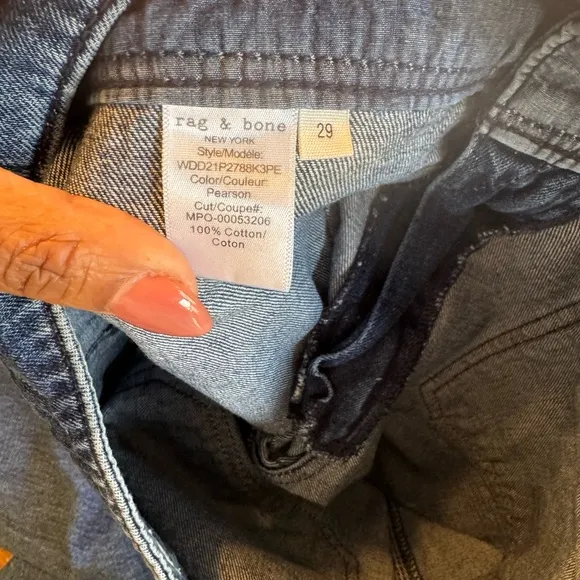 rag & bone
NEW YORK
Style/Modèle:
WDD21P2788K3PE
Color/Couleur:
Pearson
Cut/Coupe#:
MPO-00053206
100% Cotton/
Coton
29